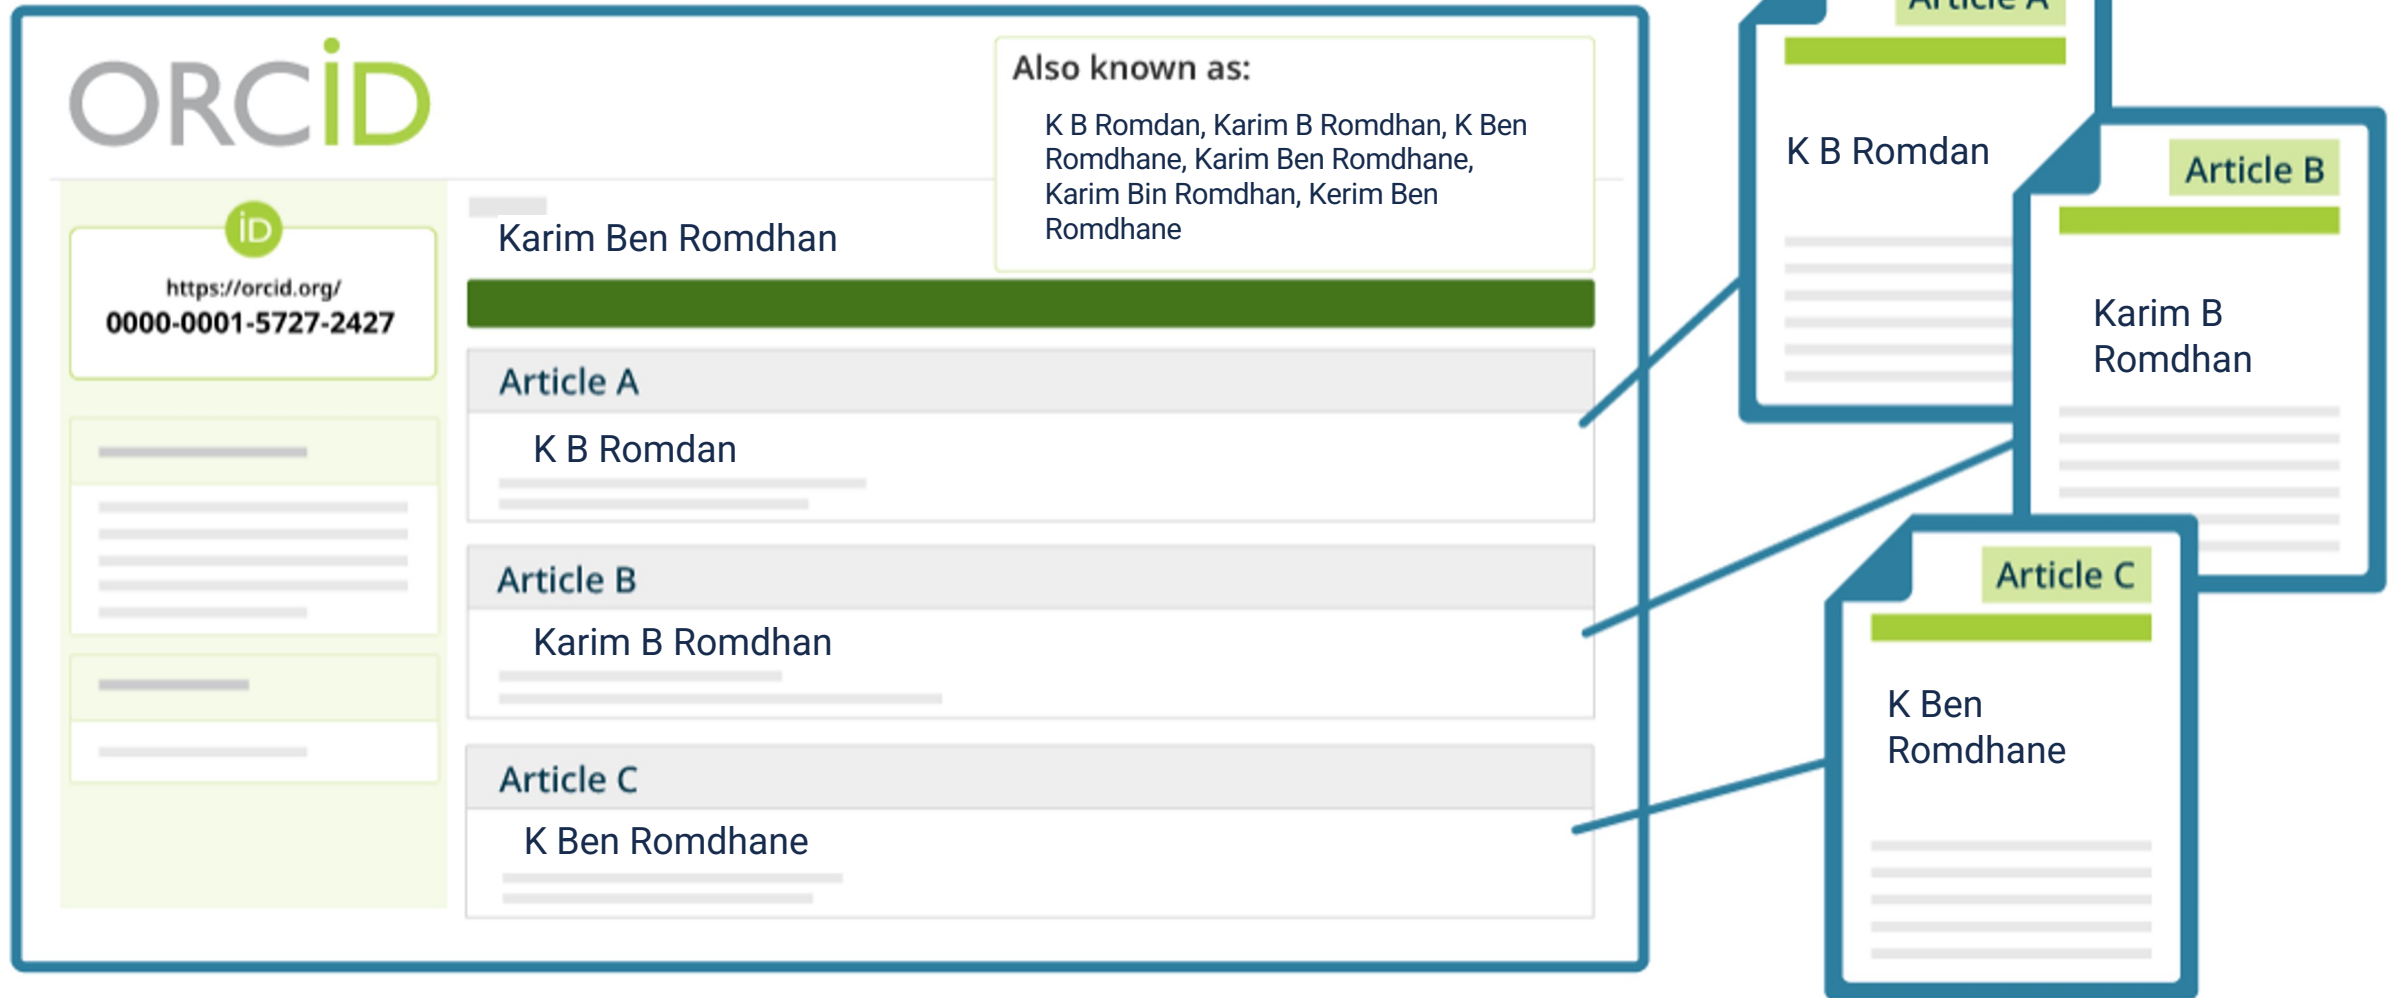 ORCiD
Also known as:
K B Romdan, Karim B Romdhan, K Ben
Romdhane, Karim Ben Romdhane,
Karim Bin Romdhan, Kerim Ben
Romdhane
iD
https://orcid.org/
0000-0001-5727-2427
Karim Ben Romdhan
Article A
K B Romdan
Article B
Karim B Romdhan
Article C
K Ben Romdhane
Article A
K B Romdan
Article B
Karim B
Romdhan
Article C
K Ben
Romdhane